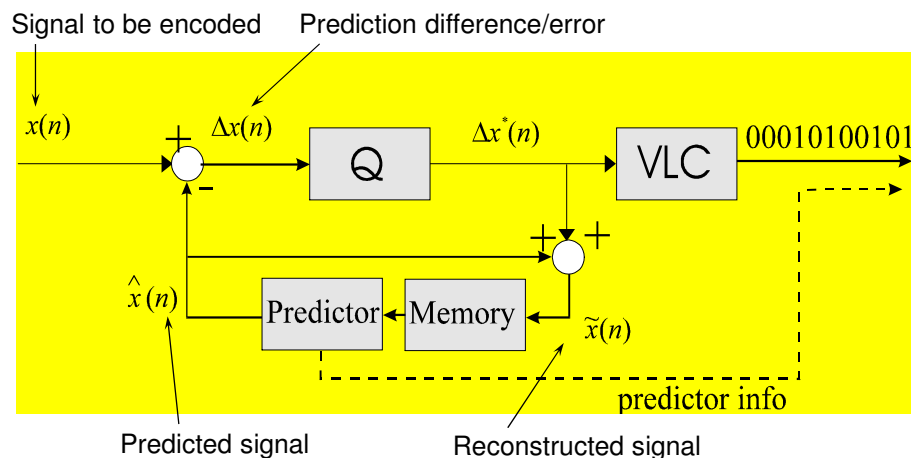 Signal to be encoded Prediction difference/error
x(n) + Δx(n) Q Δx*(n) VLC 00010100101
-
+ +
x̂(n) Predictor Memory x̃(n)
predictor info
Predicted signal Reconstructed signal